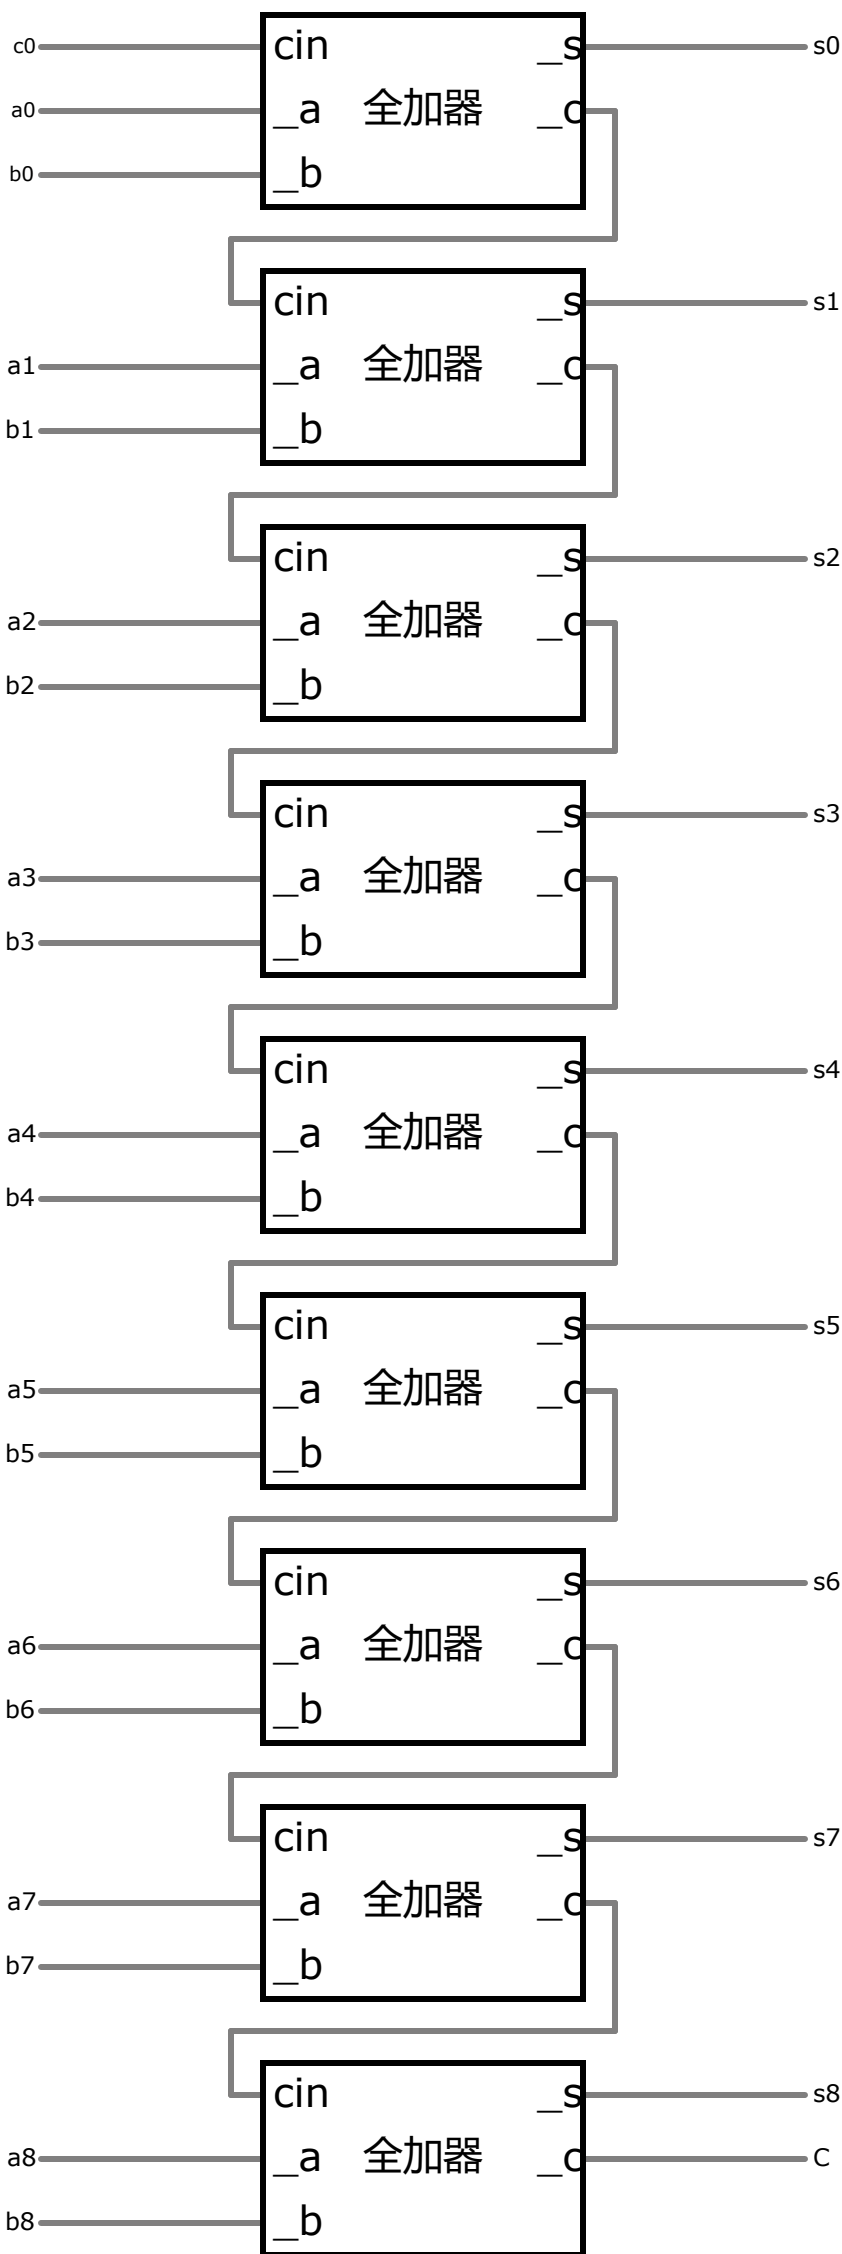 c0 cin _s s0
a0 _a 全加器 _c
b0 _b
cin _s s1
a1 _a 全加器 _c
b1 _b
cin _s s2
a2 _a 全加器 _c
b2 _b
cin _s s3
a3 _a 全加器 _c
b3 _b
cin _s s4
a4 _a 全加器 _c
b4 _b
cin _s s5
a5 _a 全加器 _c
b5 _b
cin _s s6
a6 _a 全加器 _c
b6 _b
cin _s s7
a7 _a 全加器 _c
b7 _b
cin _s s8
a8 _a 全加器 _c C
b8 _b